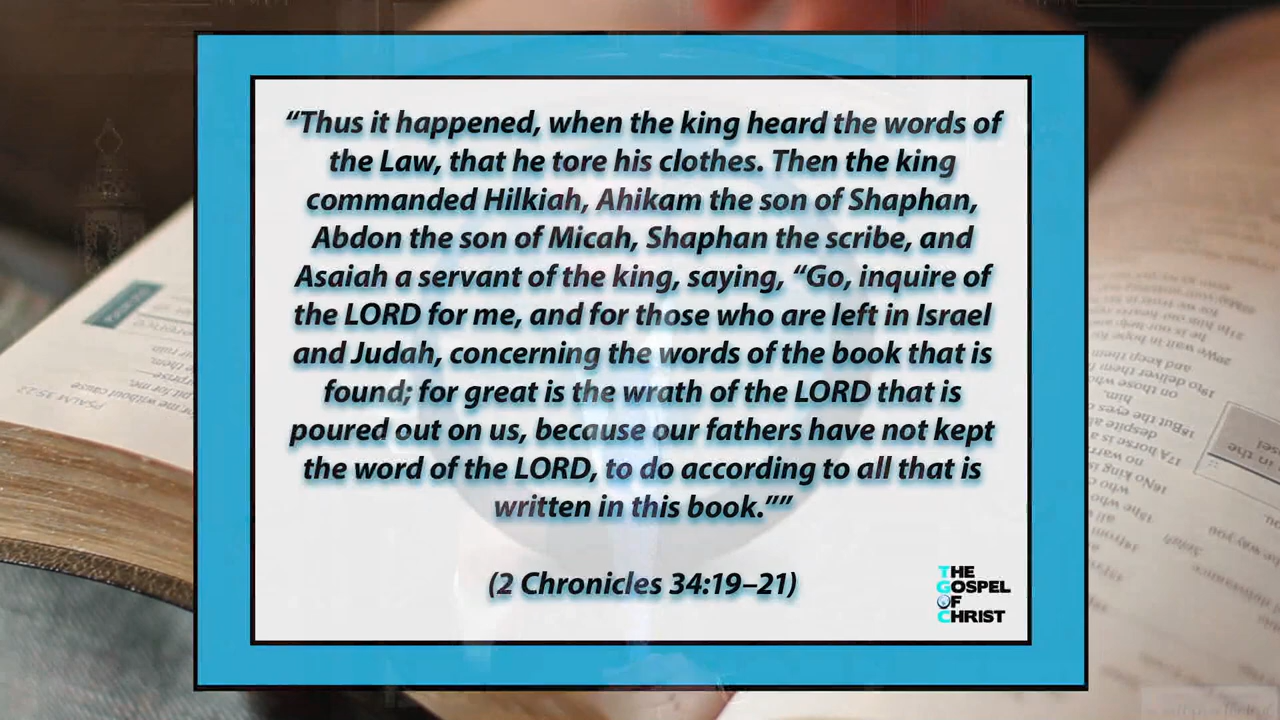 “Thus it happened, when the king heard the words of
the Law, that he tore his clothes. Then the king
commanded Hilkiah, Ahikam the son of Shaphan,
Abdon the son of Micah, Shaphan the scribe, and
Asaiah a servant of the king, saying, “Go, inquire of
the LORD for me, and for those who are left in Israel
and Judah, concerning the words of the book that is
found; for great is the wrath of the LORD that is
poured out on us, because our fathers have not kept
the word of the LORD, to do according to all that is
written in this book.””
(2 Chronicles 34:19–21)
THE
GOSPEL
OF
CHRIST
PSALM 35:22